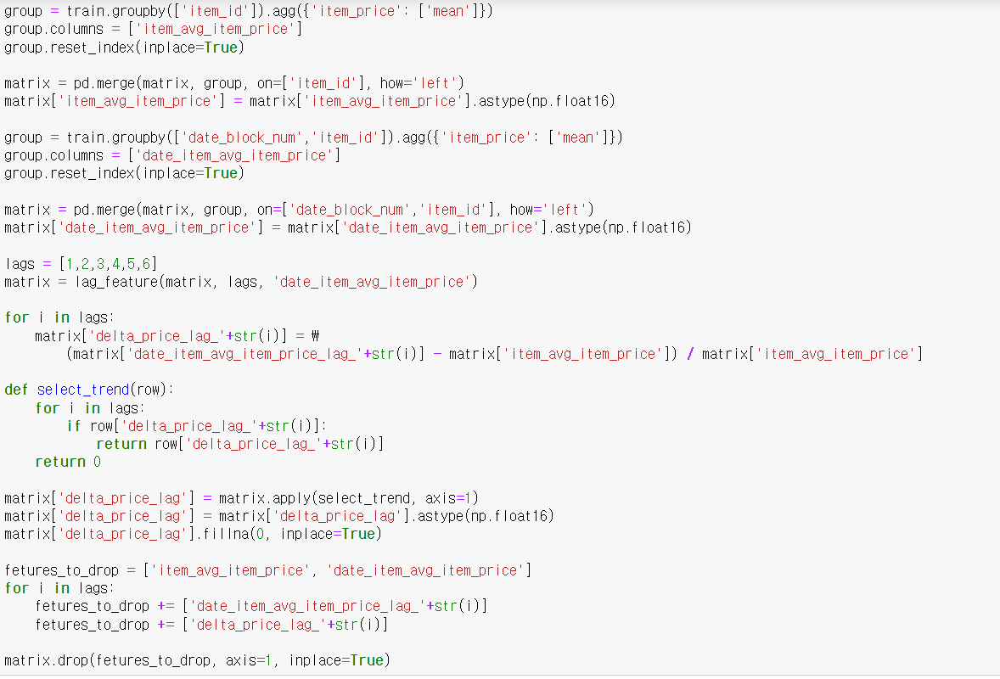 group = train.groupby(['item_id']).agg({'item_price': ['mean']})
group.columns = ['item_avg_item_price']
group.reset_index(inplace=True)
matrix = pd.merge(matrix, group, on=['item_id'], how='left')
matrix['item_avg_item_price'] = matrix['item_avg_item_price'].astype(np.float16)
group = train.groupby(['date_block_num','item_id']).agg({'item_price': ['mean']})
group.columns = ['date_item_avg_item_price']
group.reset_index(inplace=True)
matrix = pd.merge(matrix, group, on=['date_block_num','item_id'], how='left')
matrix['date_item_avg_item_price'] = matrix['date_item_avg_item_price'].astype(np.float16)
lags = [1,2,3,4,5,6]
matrix = lag_feature(matrix, lags, 'date_item_avg_item_price')
for i in lags:
    matrix['delta_price_lag_'+str(i)] = ₩
        (matrix['date_item_avg_item_price_lag_'+str(i)] - matrix['item_avg_item_price']) / matrix['item_avg_item_price']
def select_trend(row):
    for i in lags:
        if row['delta_price_lag_'+str(i)]:
            return row['delta_price_lag_'+str(i)]
    return 0
matrix['delta_price_lag'] = matrix.apply(select_trend, axis=1)
matrix['delta_price_lag'] = matrix['delta_price_lag'].astype(np.float16)
matrix['delta_price_lag'].fillna(0, inplace=True)
fetures_to_drop = ['item_avg_item_price', 'date_item_avg_item_price']
for i in lags:
    fetures_to_drop += ['date_item_avg_item_price_lag_'+str(i)]
    fetures_to_drop += ['delta_price_lag_'+str(i)]
matrix.drop(fetures_to_drop, axis=1, inplace=True)